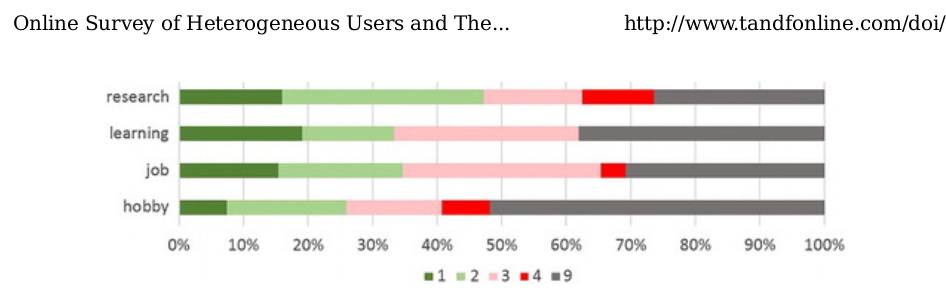 Online Survey of Heterogeneous Users and The... http://www.tandfonline.com/doi/
research
learning
job
hobby
0% 10% 20% 30% 40% 50% 60% 70% 80% 90% 100%
1 2 3 4 9